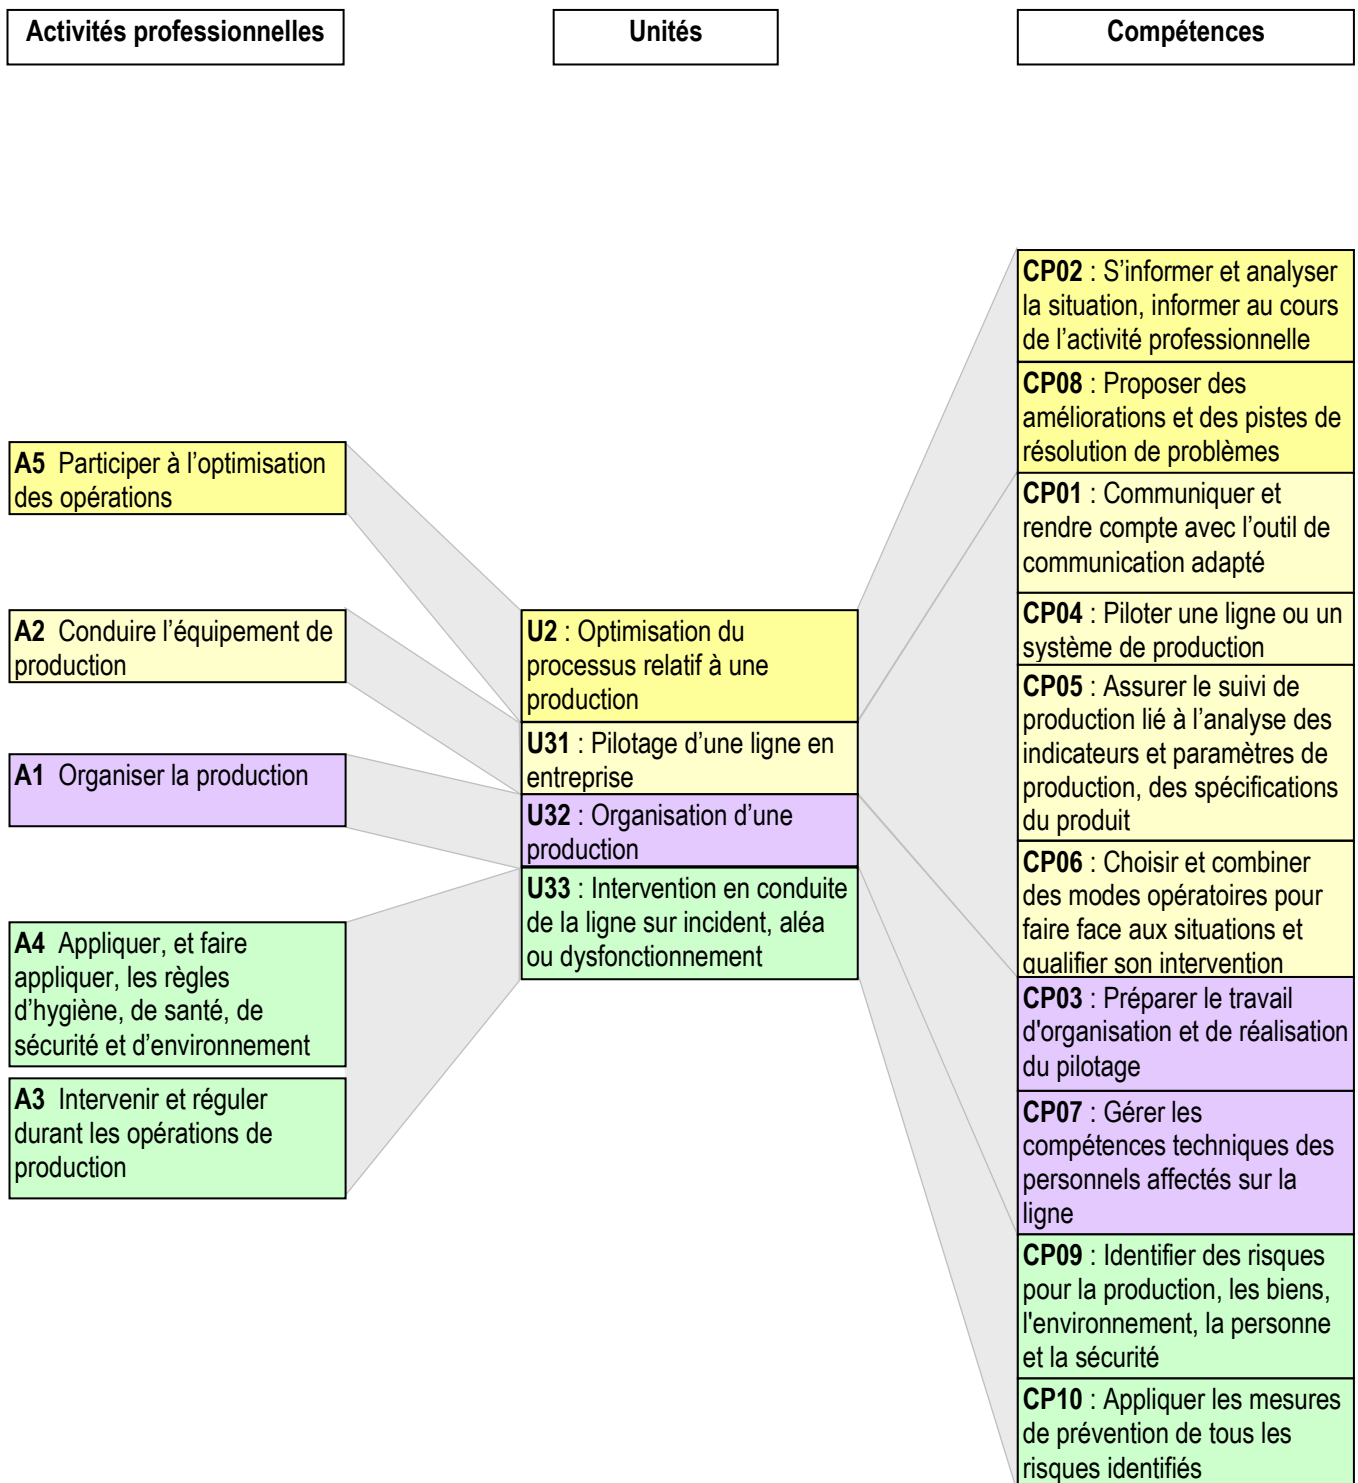 Activités professionnelles
Unités
Compétences
A5 Participer à l’optimisation
des opérations
A2 Conduire l’équipement de
production
A1 Organiser la production
A4 Appliquer, et faire
appliquer, les règles
d’hygiène, de santé, de
sécurité et d’environnement
A3 Intervenir et réguler
durant les opérations de
production
U2 : Optimisation du
processus relatif à une
production
U31 : Pilotage d’une ligne en
entreprise
U32 : Organisation d’une
production
U33 : Intervention en conduite
de la ligne sur incident, aléa
ou dysfonctionnement
CP02 : S’informer et analyser
la situation, informer au cours
de l’activité professionnelle
CP08 : Proposer des
améliorations et des pistes de
résolution de problèmes
CP01 : Communiquer et
rendre compte avec l’outil de
communication adapté
CP04 : Piloter une ligne ou un
système de production
CP05 : Assurer le suivi de
production lié à l’analyse des
indicateurs et paramètres de
production, des spécifications
du produit
CP06 : Choisir et combiner
des modes opératoires pour
faire face aux situations et
qualifier son intervention
CP03 : Préparer le travail
d'organisation et de réalisation
du pilotage
CP07 : Gérer les
compétences techniques des
personnels affectés sur la
ligne
CP09 : Identifier des risques
pour la production, les biens,
l'environnement, la personne
et la sécurité
CP10 : Appliquer les mesures
de prévention de tous les
risques identifiés